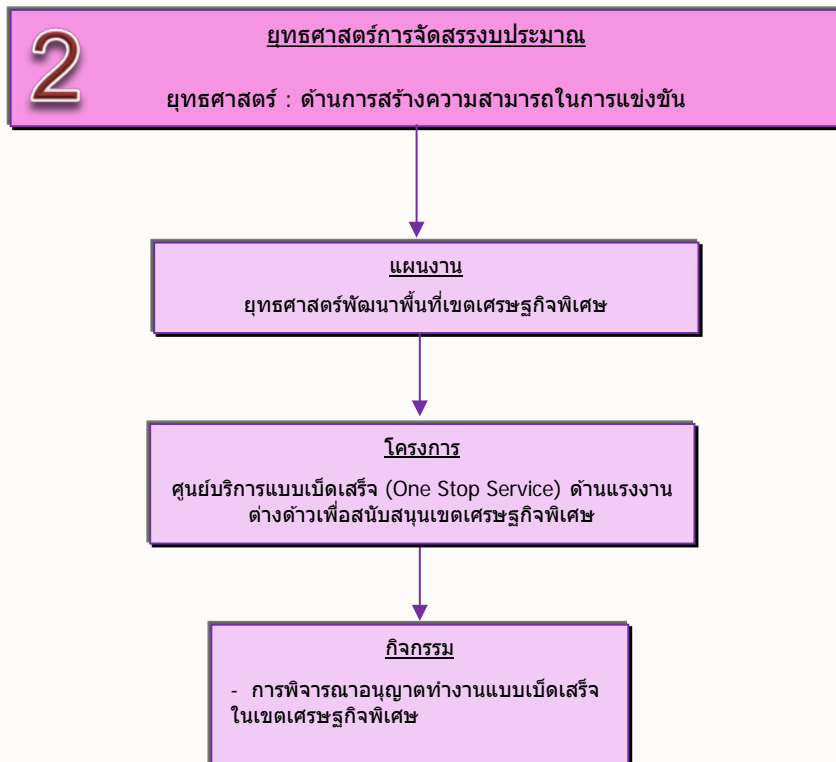 2
ยุทธศาสตร์การจัดสรรงบประมาณ
ยุทธศาสตร์ : ด้านการสร้างความสามารถในการแข่งขัน
แผนงาน
ยุทธศาสตร์พัฒนาพื้นที่เขตเศรษฐกิจพิเศษ
โครงการ
ศูนย์บริการแบบเบ็ดเสร็จ (One Stop Service) ด้านแรงงาน
ต่างด้าวเพื่อสนับสนุนเขตเศรษฐกิจพิเศษ
กิจกรรม
- การพิจารณาอนุญาตทำงานแบบเบ็ดเสร็จ
ในเขตเศรษฐกิจพิเศษ